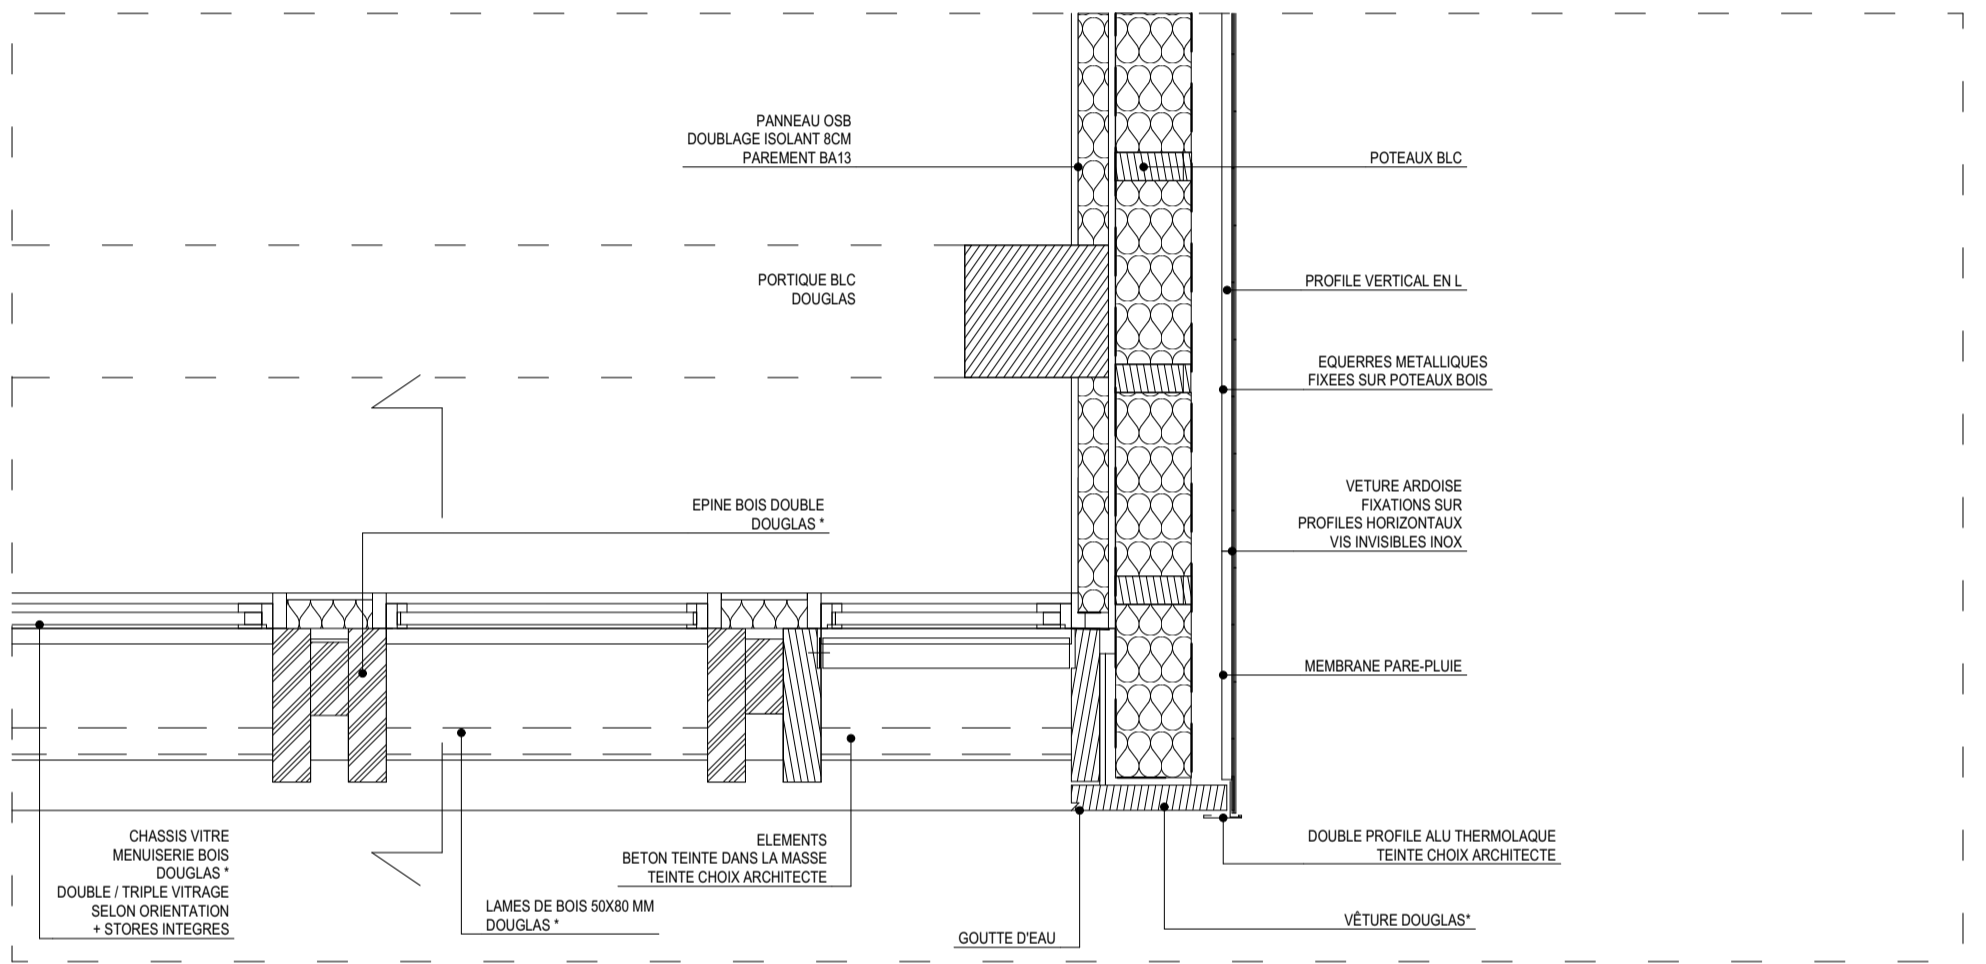 PANNEAU OSB
DOUBLAGE ISOLANT 8CM
PAREMENT BA13
POTEAUX BLC
PORTIQUE BLC
DOUGLAS
PROFILE VERTICAL EN L
EQUERRES METALLIQUES
FIXEES SUR POTEAUX BOIS
EPINE BOIS DOUBLE
DOUGLAS *
VETURE ARDOISE
FIXATIONS SUR
PROFILES HORIZONTAUX
VIS INVISIBLES INOX
MEMBRANE PARE-PLUIE
CHASSIS VITRE
MENUISERIE BOIS
DOUGLAS *
DOUBLE / TRIPLE VITRAGE
SELON ORIENTATION
+ STORES INTEGRES
LAMES DE BOIS 50X80 MM
DOUGLAS *
ELEMENTS
BETON TEINTE DANS LA MASSE
TEINTE CHOIX ARCHITECTE
GOUTTE D'EAU
DOUBLE PROFILE ALU THERMOLAQUE
TEINTE CHOIX ARCHITECTE
VÊTURE DOUGLAS*